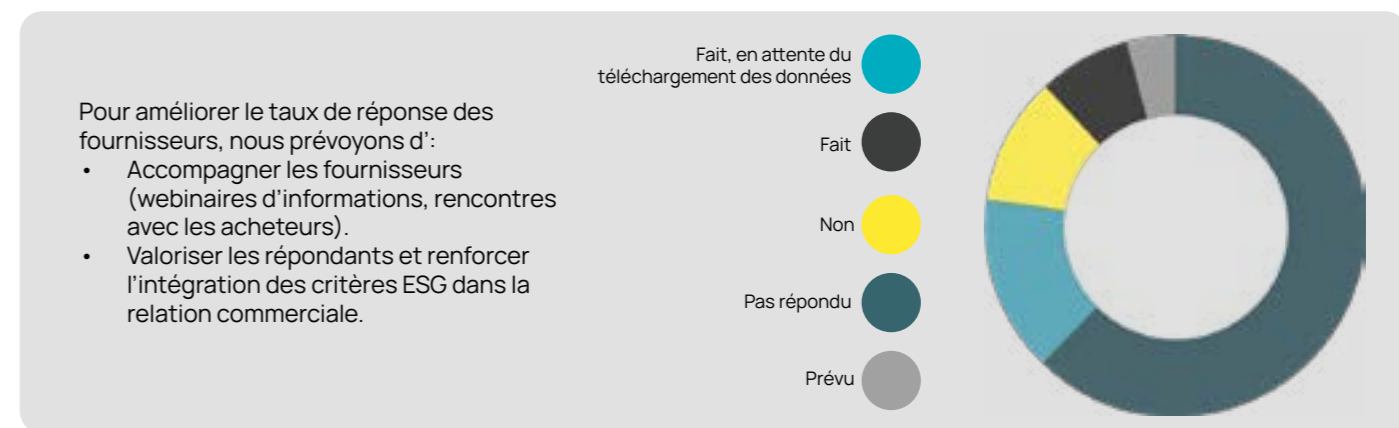 Pour améliorer le taux de réponse des
fournisseurs, nous prévoyons d’:
• Accompagner les fournisseurs
(webinaires d’informations, rencontres
avec les acheteurs).
• Valoriser les répondants et renforcer
l’intégration des critères ESG dans la
relation commerciale.
Fait, en attente du
téléchargement des données
Fait
Non
Pas répondu
Prévu